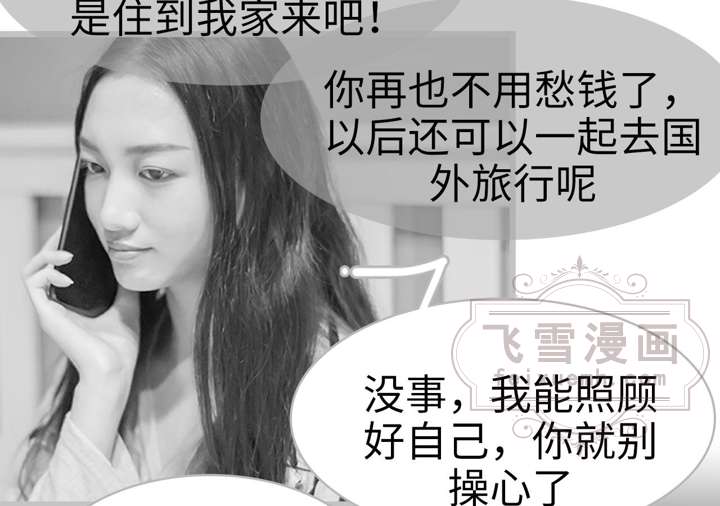 是住到我家来吧！
你再也不用愁钱了，
以后还可以一起去国
外旅行呢
飞雪漫画
没事，我能照顾
好自己，你就别
操心了